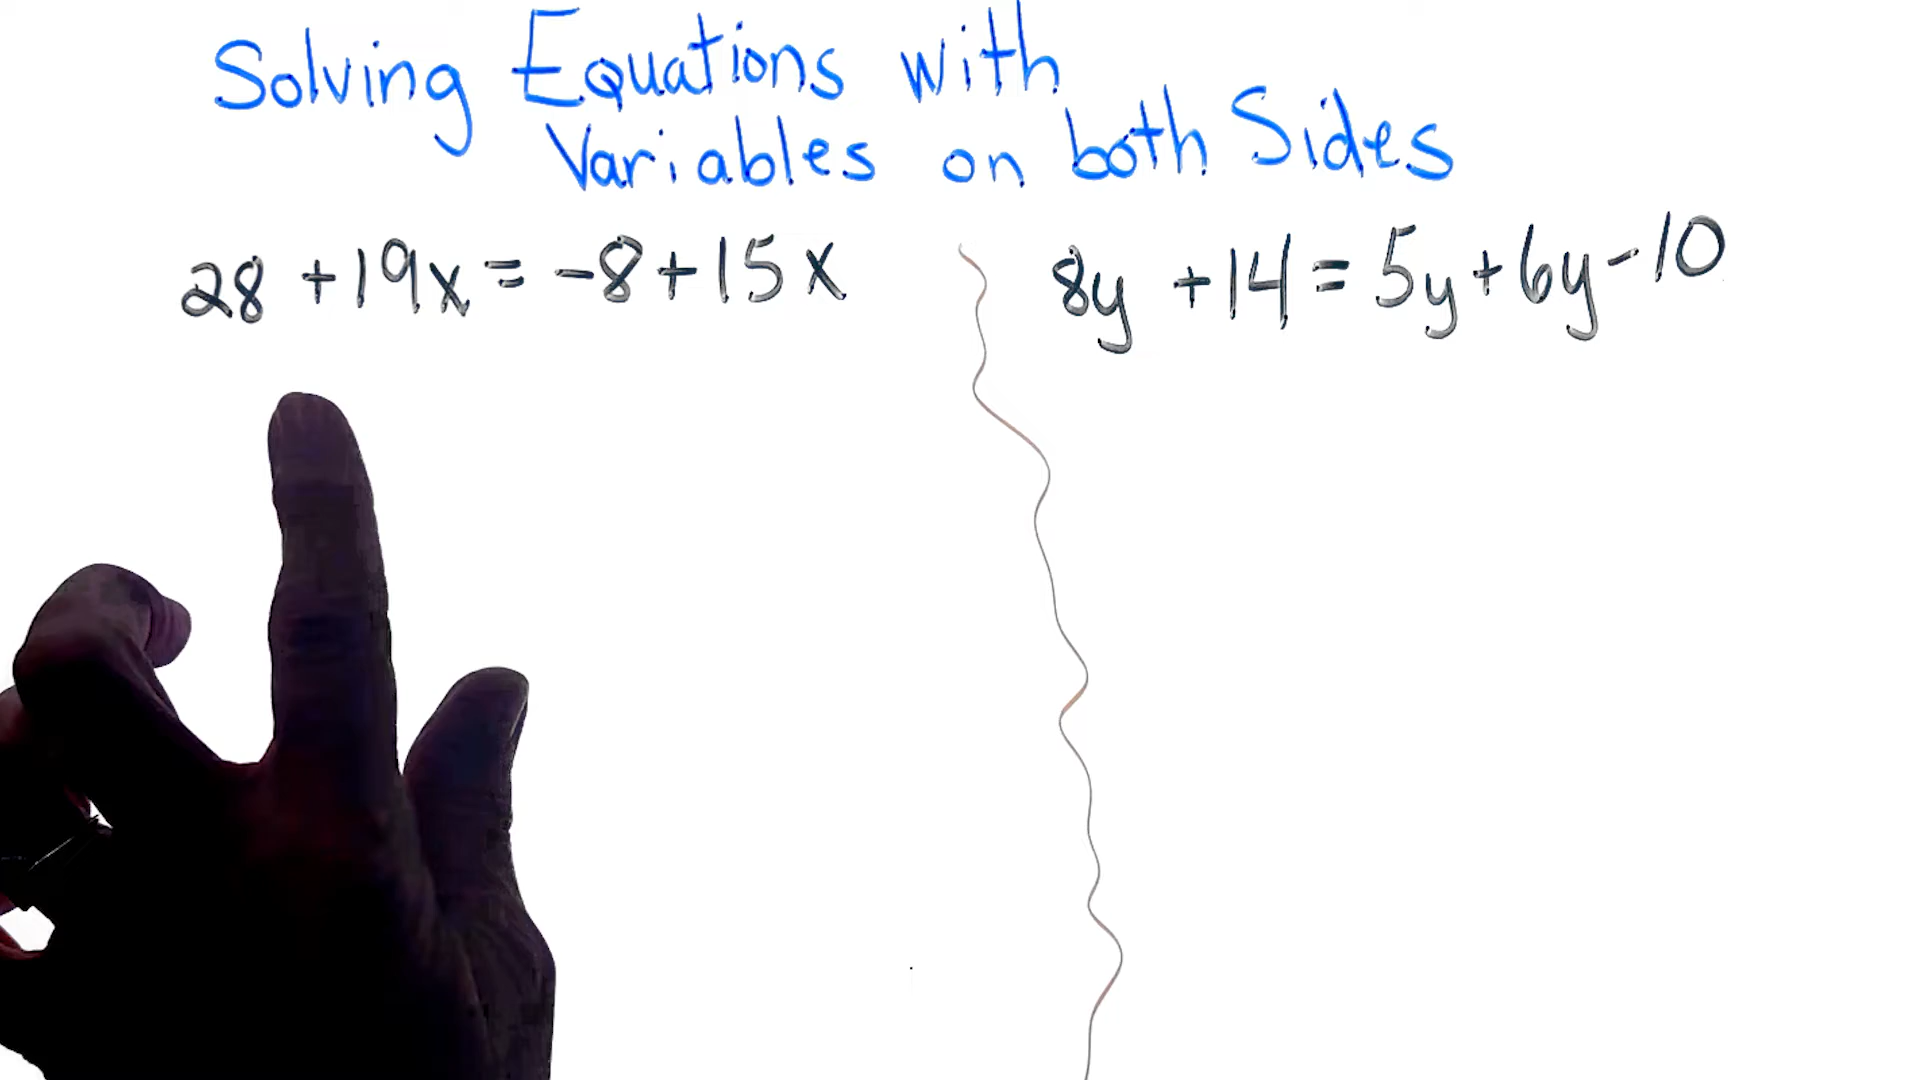 Solving Equations with
Variables on both Sides
28 +19x = -8+15x
8y +14 = 5y+6y-10